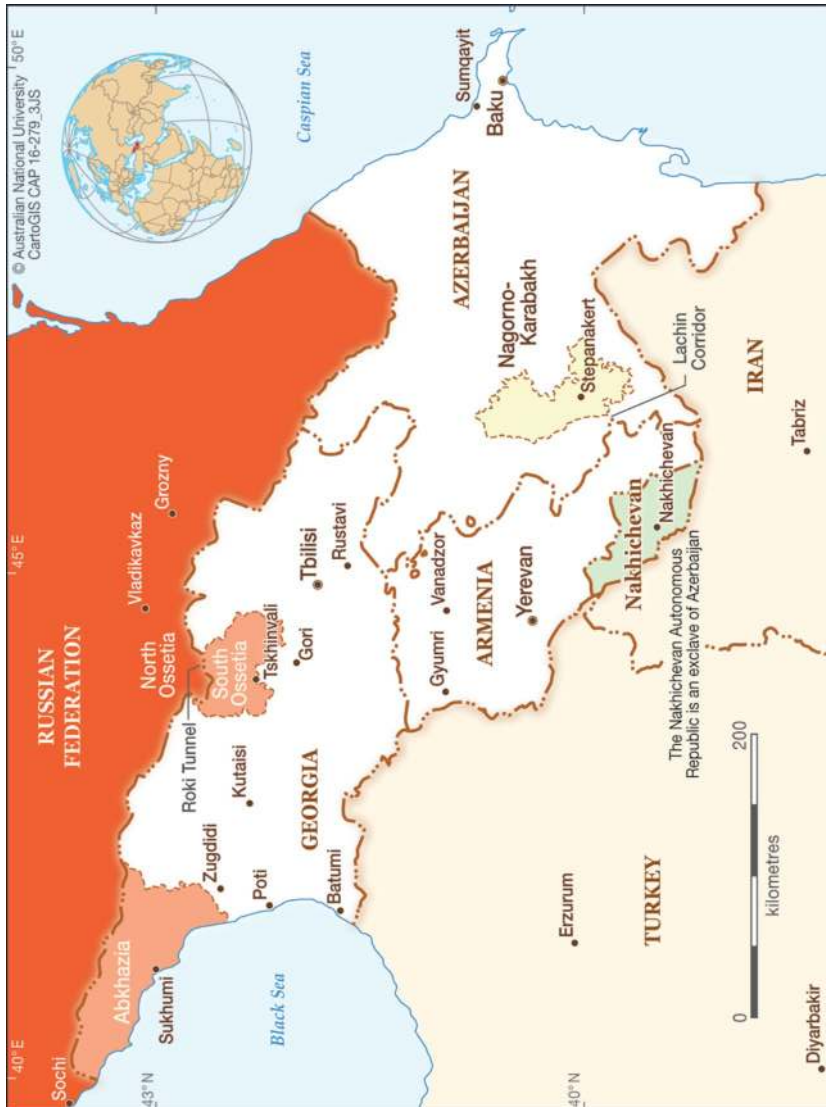 © Australian National University
CartoGIS CAP 16-279_3JS
40°E
45°E
50°E
Sochi
RUSSIAN
FEDERATION
Caspian Sea
43°N
Abkhazia
Sukhumi
North
Ossetia
Vladikavkaz
Grozny
Roki Tunnel
South
Ossetia
Tskhinvali
Zugdidi
Kutaisi
Gori
Poti
Tbilisi
Rustavi
Batumi
GEORGIA
Black Sea
Sumqayit
Baku
AZERBAIJAN
Gyumri
Vanadzor
ARMENIA
Yerevan
Nagorno-
Karabakh
Stepanakert
Lachin
Corridor
40°N
Erzurum
TURKEY
Nakhichevan
Nakhichevan
The Nakhichevan Autonomous
Republic is an exclave of Azerbaijan
IRAN
Tabriz
0
200
kilometres
Diyarbakir